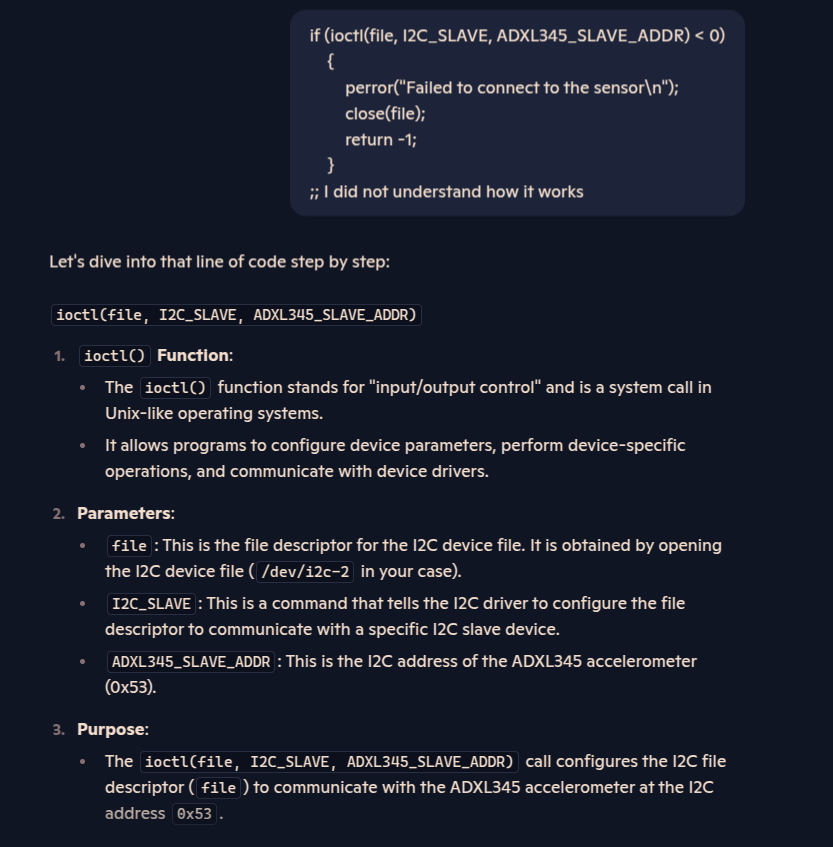 if (ioctl(file, I2C_SLAVE, ADXL345_SLAVE_ADDR) < 0)
{
perror("Failed to connect to the sensor\n");
close(file);
return -1;
}
;; I did not understand how it works
Let's dive into that line of code step by step:
ioctl(file, I2C_SLAVE, ADXL345_SLAVE_ADDR)
1. ioctl() Function:
• The ioctl() function stands for "input/output control" and is a system call in
Unix-like operating systems.
• It allows programs to configure device parameters, perform device-specific
operations, and communicate with device drivers.
2. Parameters:
• file : This is the file descriptor for the I2C device file. It is obtained by opening
the I2C device file ( /dev/i2c-2 in your case).
• I2C_SLAVE : This is a command that tells the I2C driver to configure the file
descriptor to communicate with a specific I2C slave device.
• ADXL345_SLAVE_ADDR : This is the I2C address of the ADXL345 accelerometer
(0x53).
3. Purpose:
• The ioctl(file, I2C_SLAVE, ADXL345_SLAVE_ADDR) call configures the I2C file
descriptor ( file ) to communicate with the ADXL345 accelerometer at the I2C
address 0x53 .